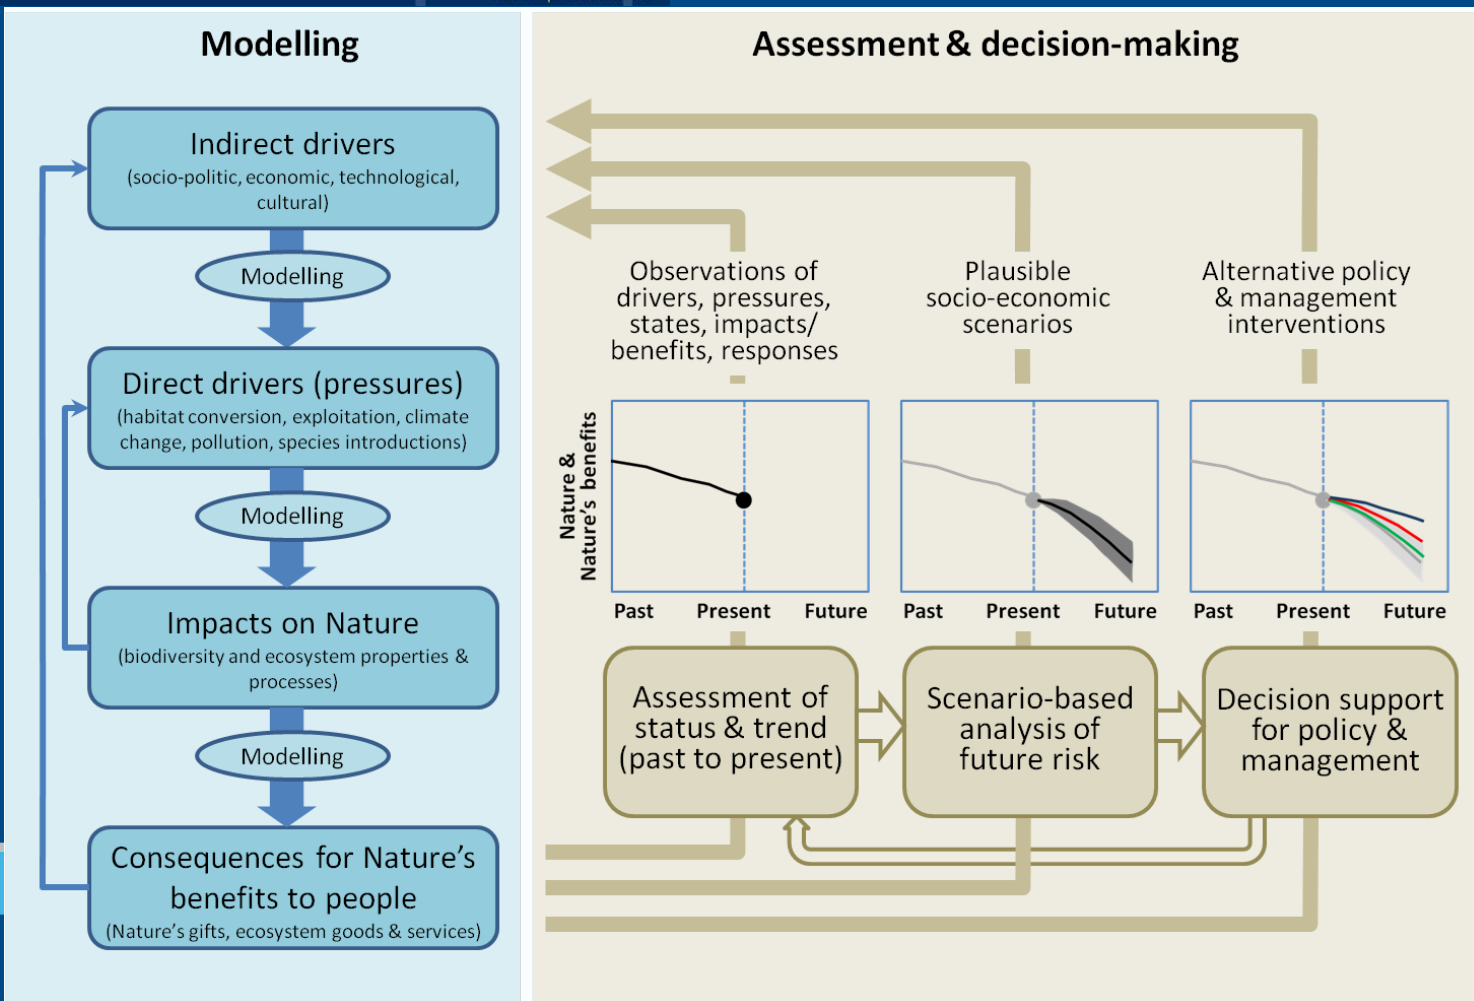 Modelling
Indirect drivers
(socio-politic, economic, technological,
cultural)
Modelling
Direct drivers (pressures)
(habitat conversion, exploitation, climate
change, pollution, species introductions)
Modelling
Impacts on Nature
(biodiversity and ecosystem properties &
processes)
Modelling
Consequences for Nature's
benefits to people
(Nature's gifts, ecosystem goods & services)
Assessment & decision-making
Observations of
drivers, pressures,
states, impacts/
benefits, responses
Plausible
socio-economic
scenarios
Alternative policy
& management
interventions
Nature &
Nature's benefits
Past Present Future
Past Present Future
Past Present Future
Assessment of
status & trend
(past to present)
Scenario-based
analysis of
future risk
Decision support
for policy &
management